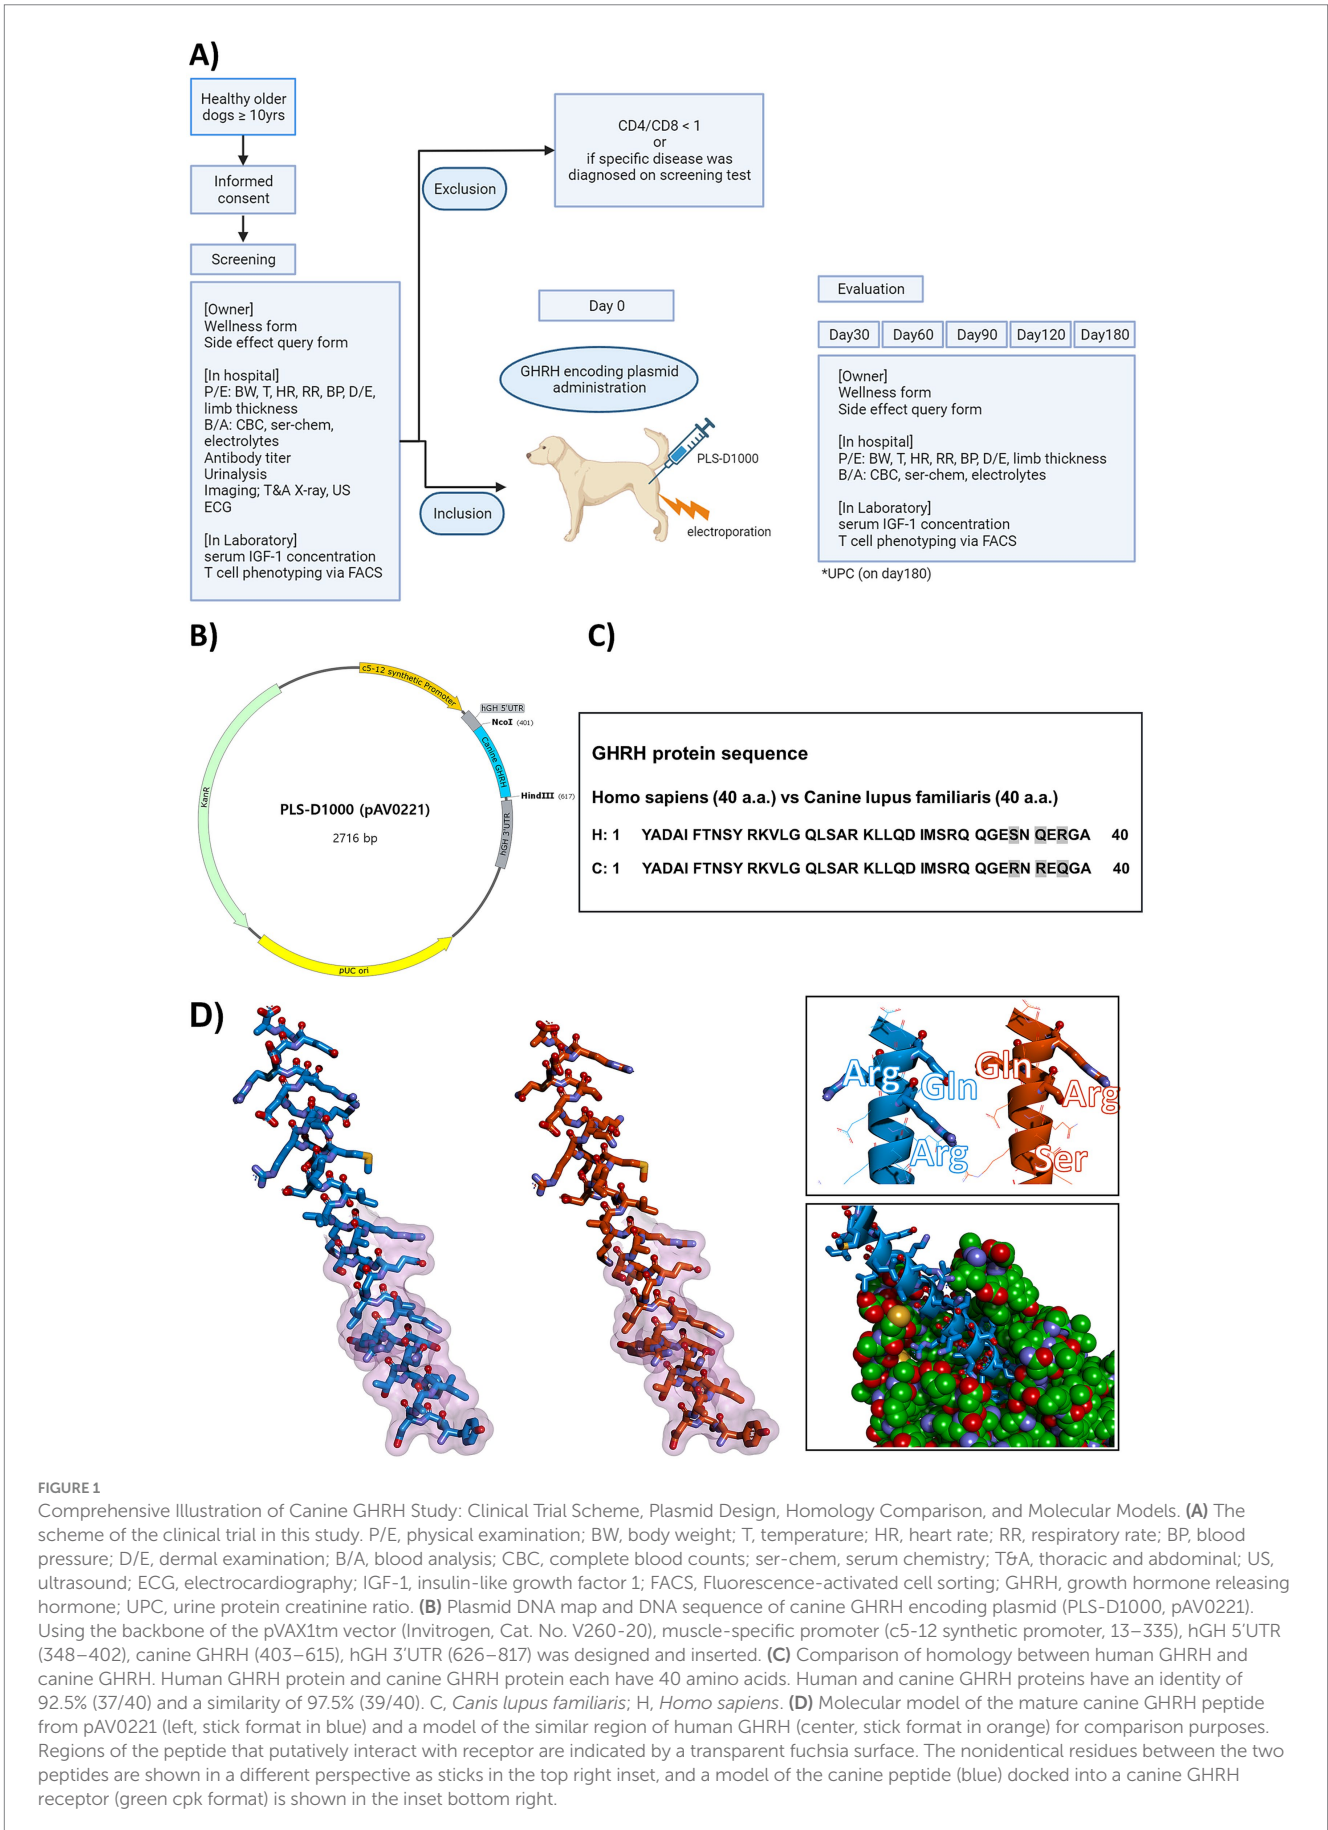 A)
Healthy older
dogs ≥ 10yrs
Informed
consent
Screening
[Owner]
Wellness form
Side effect query form
[In hospital]
P/E: BW, T, HR, RR, BP, D/E,
limb thickness
B/A: CBC, ser-chem,
electrolytes
Antibody titer
Urinalysis
Imaging; T&A X-ray, US
ECG
[In Laboratory]
serum IGF-1 concentration
T cell phenotyping via FACS
Exclusion
CD4/CD8 < 1
or
if specific disease was
diagnosed on screening test
Inclusion
Day 0
GHRH encoding plasmid
administration
PLS-D1000
electroporation
Evaluation
Day30 Day60 Day90 Day120 Day180
[Owner]
Wellness form
Side effect query form
[In hospital]
P/E: BW, T, HR, RR, BP, D/E, limb thickness
B/A: CBC, ser-chem, electrolytes
[In Laboratory]
serum IGF-1 concentration
T cell phenotyping via FACS
*UPC (on day180)
B)
c5-12 synthetic Promoter
hGH 5'UTR
NcoI (401)
Canine GHRH
HindIII (617)
hGH 3'UTR
KanR
PLS-D1000 (pAV0221)
2716 bp
pUC ori
C)
GHRH protein sequence
Homo sapiens (40 a.a.) vs Canine lupus familiaris (40 a.a.)
H: 1 YADAI FTNSY RKVLG QLSAR KLLQD IMSRQ QGESN QERGA 40
C: 1 YADAI FTNSY RKVLG QLSAR KLLQD IMSRQ QGERN REQGA 40
D)
Arg
Gln
Arg
Gln
Arg
Ser
FIGURE 1
Comprehensive Illustration of Canine GHRH Study: Clinical Trial Scheme, Plasmid Design, Homology Comparison, and Molecular Models. (A) The
scheme of the clinical trial in this study. P/E, physical examination; BW, body weight; T, temperature; HR, heart rate; RR, respiratory rate; BP, blood
pressure; D/E, dermal examination; B/A, blood analysis; CBC, complete blood counts; ser-chem, serum chemistry; T&A, thoracic and abdominal; US,
ultrasound; ECG, electrocardiography; IGF-1, insulin-like growth factor 1; FACS, Fluorescence-activated cell sorting; GHRH, growth hormone releasing
hormone; UPC, urine protein creatinine ratio. (B) Plasmid DNA map and DNA sequence of canine GHRH encoding plasmid (PLS-D1000, pAV0221).
Using the backbone of the pVAX1tm vector (Invitrogen, Cat. No. V260-20), muscle-specific promoter (c5-12 synthetic promoter, 13–335), hGH 5'UTR
(348–402), canine GHRH (403–615), hGH 3'UTR (626–817) was designed and inserted. (C) Comparison of homology between human GHRH and
canine GHRH. Human GHRH protein and canine GHRH protein each have 40 amino acids. Human and canine GHRH proteins have an identity of
92.5% (37/40) and a similarity of 97.5% (39/40). C, Canis lupus familiaris; H, Homo sapiens. (D) Molecular model of the mature canine GHRH peptide
from pAV0221 (left, stick format in blue) and a model of the similar region of human GHRH (center, stick format in orange) for comparison purposes.
Regions of the peptide that putatively interact with receptor are indicated by a transparent fuchsia surface. The nonidentical residues between the two
peptides are shown in a different perspective as sticks in the top right inset, and a model of the canine peptide (blue) docked into a canine GHRH
receptor (green cpk format) is shown in the inset bottom right.